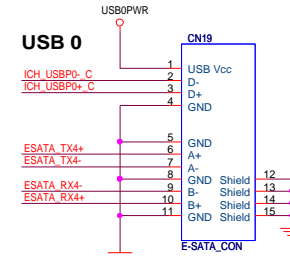 USB0PWR
USB 0
CN19
1 USB Vcc
ICH_USBP0-_C 2 D-
ICH_USBP0+_C 3 D+
4 GND
5 GND
ESATA_TX4+ 6 A+
ESATA_TX4- 7 A-
8 GND Shield 12
ESATA_RX4- 9 B- Shield 13
ESATA_RX4+ 10 B+ Shield 14
11 GND Shield 15
E-SATA_CON